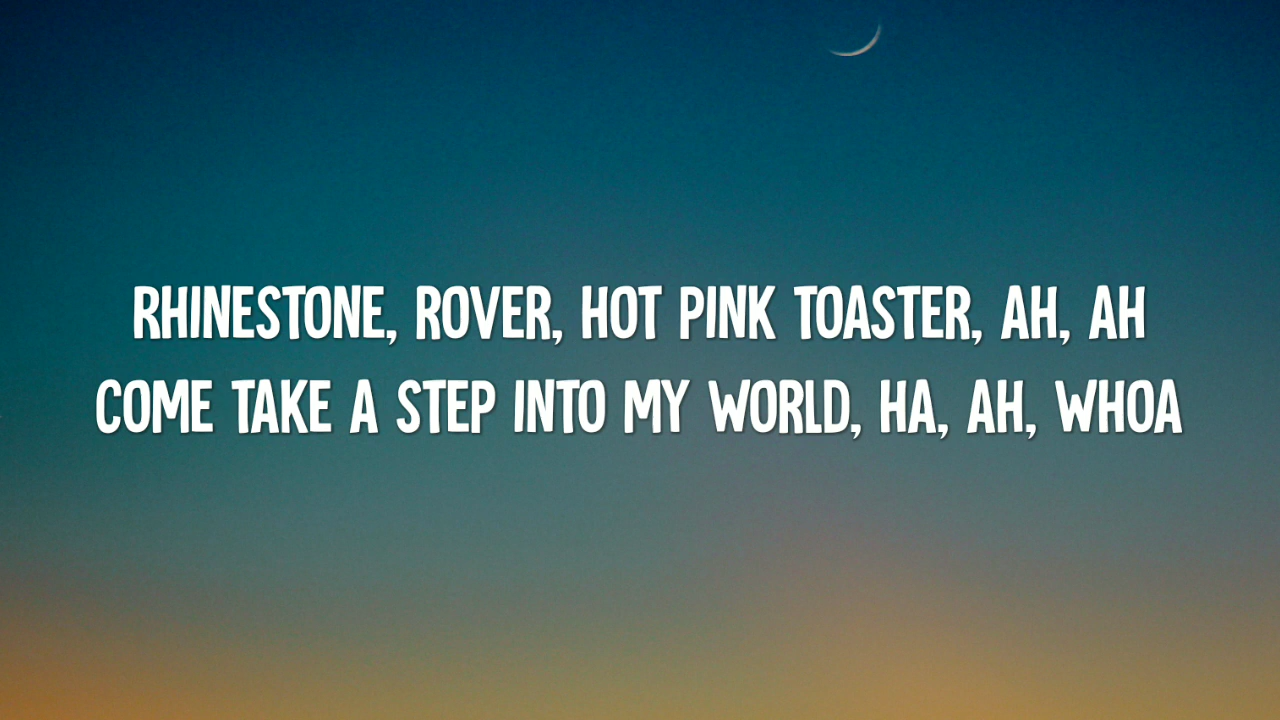 RHINESTONE, ROVER, HOT PINK TOASTER, AH, AH
COME TAKE A STEP INTO MY WORLD, HA, AH, WHOA